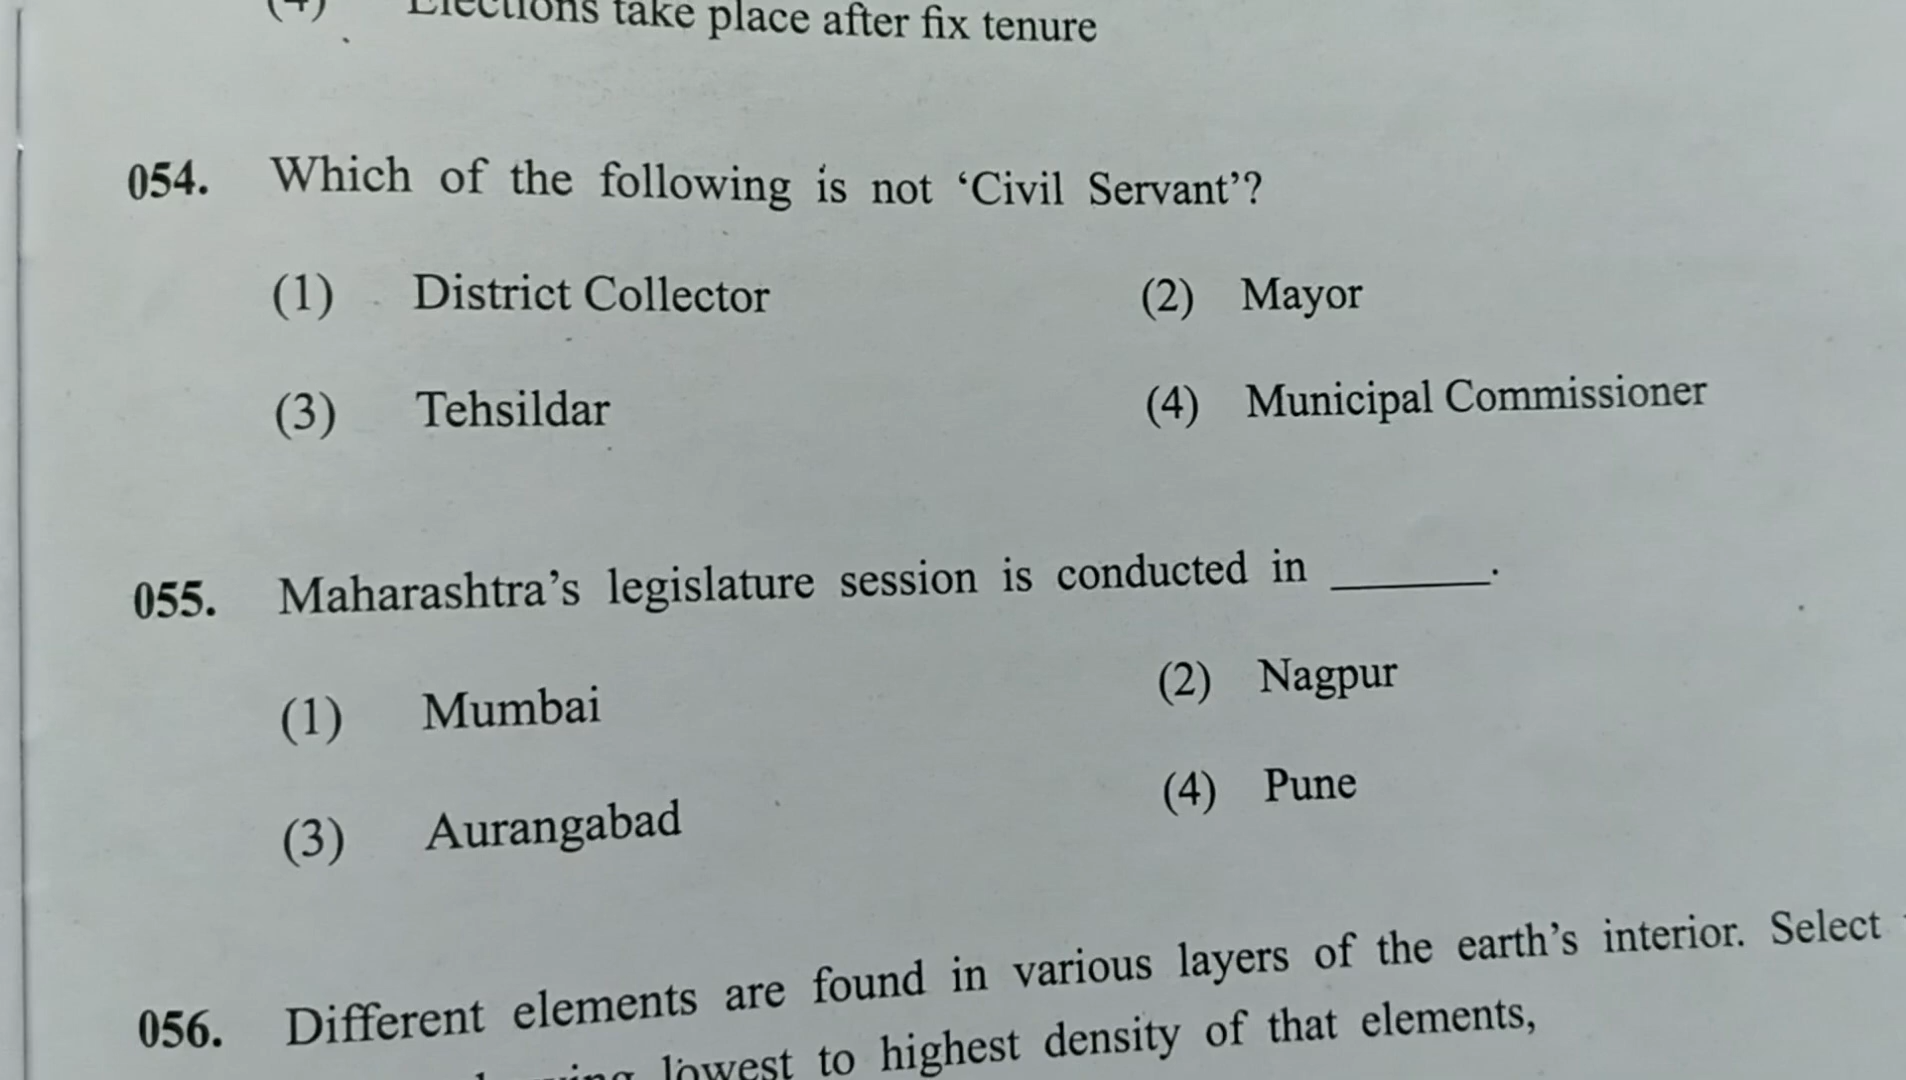 (4) Elections take place after fix tenure
054. Which of the following is not ‘Civil Servant’?
(1) District Collector (2) Mayor
(3) Tehsildar (4) Municipal Commissioner
055. Maharashtra’s legislature session is conducted in ______.
(1) Mumbai (2) Nagpur
(3) Aurangabad (4) Pune
056. Different elements are found in various layers of the earth’s interior. Select
lowest to highest density of that elements,